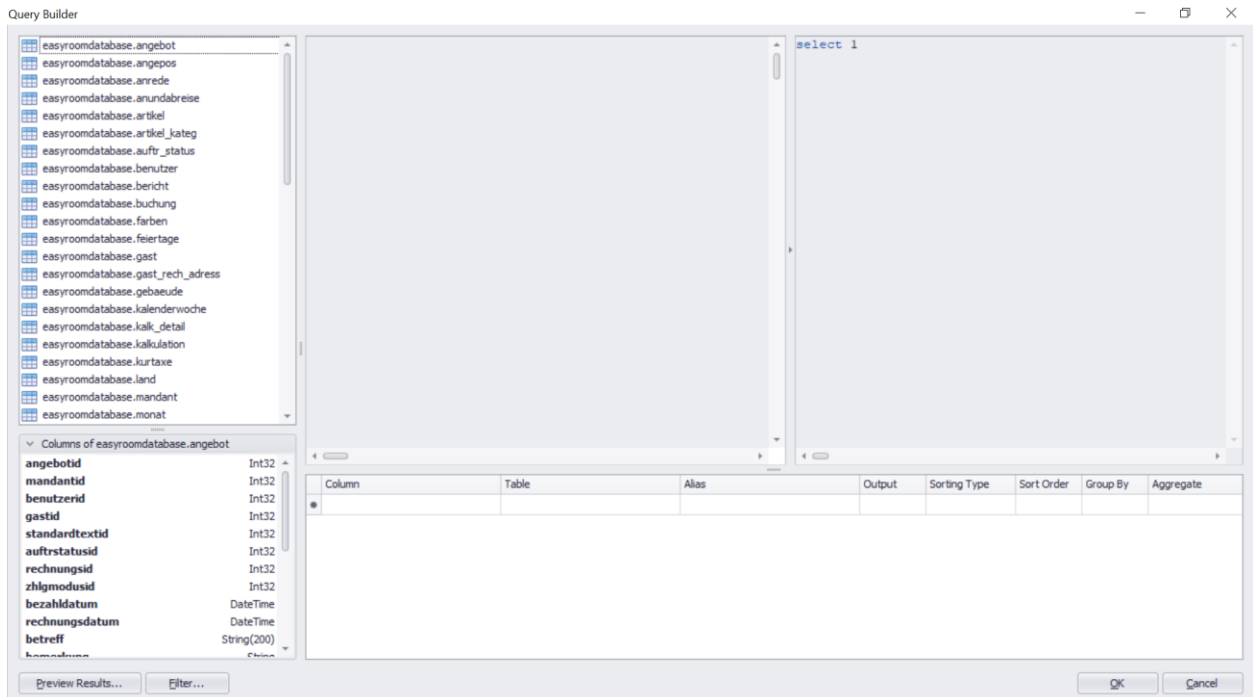 Query Builder
easyroomdatabase.angebot
easyroomdatabase.angepos
easyroomdatabase.anrede
easyroomdatabase.anundabreise
easyroomdatabase.artikel
easyroomdatabase.artikel_kateg
easyroomdatabase.auftr_status
easyroomdatabase.benutzer
easyroomdatabase.bericht
easyroomdatabase.buchung
easyroomdatabase.farben
easyroomdatabase.feiertage
easyroomdatabase.gast
easyroomdatabase.gast_rech_adress
easyroomdatabase.gebaeude
easyroomdatabase.kalenderwoche
easyroomdatabase.kalk_detail
easyroomdatabase.kalkulation
easyroomdatabase.kurtaxe
easyroomdatabase.land
easyroomdatabase.mandant
easyroomdatabase.monat
select 1
Columns of easyroomdatabase.angebot
angebotid Int32
mandantid Int32
benutzerid Int32
gastid Int32
standardtextid Int32
auftrstatusid Int32
rechnungsid Int32
zhlgmodusid Int32
bezahldatum DateTime
rechnungsdatum DateTime
betreff String(200)
bemerkung String
Column Table Alias Output Sorting Type Sort Order Group By Aggregate
Preview Results... Filter... OK Cancel